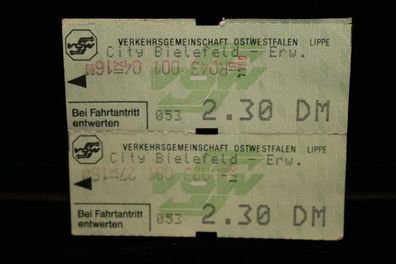 VERKEHRSGEMEINSCHAFT OSTWESTFALEN LIPPE
City Bielefeld - Erw.
Bei Fahrtantritt
entwerten
053
2.30 DM
VERKEHRSGEMEINSCHAFT OSTWESTFALEN LIPPE
City Bielefeld - Erw.
Bei Fahrtantritt
entwerten
053
2.30 DM